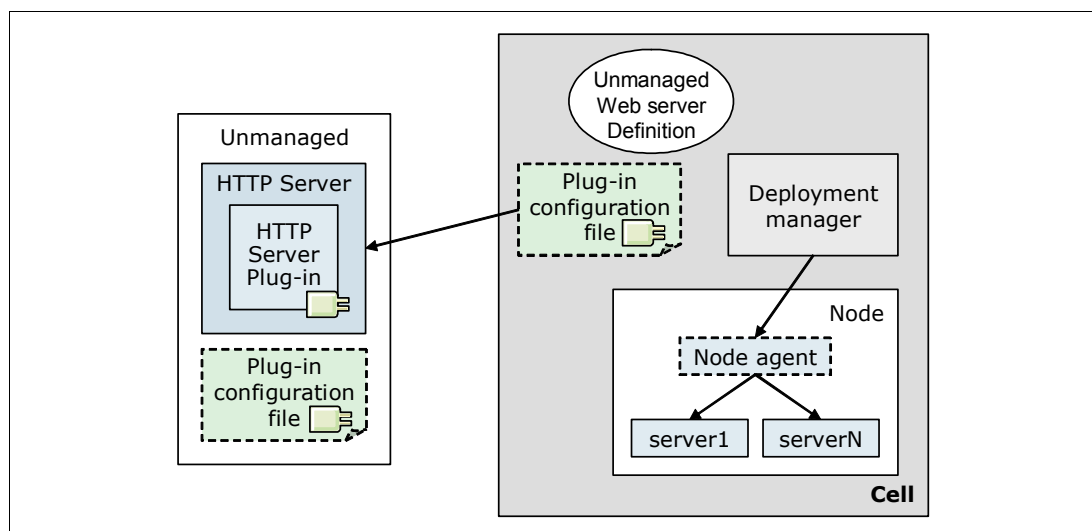 Unmanaged
HTTP Server
HTTP
Server
Plug-in
Plug-in
configuration
file
Unmanaged
Web server
Definition
Plug-in
configuration
file
Deployment
manager
Node
Node agent
server1
serverN
Cell